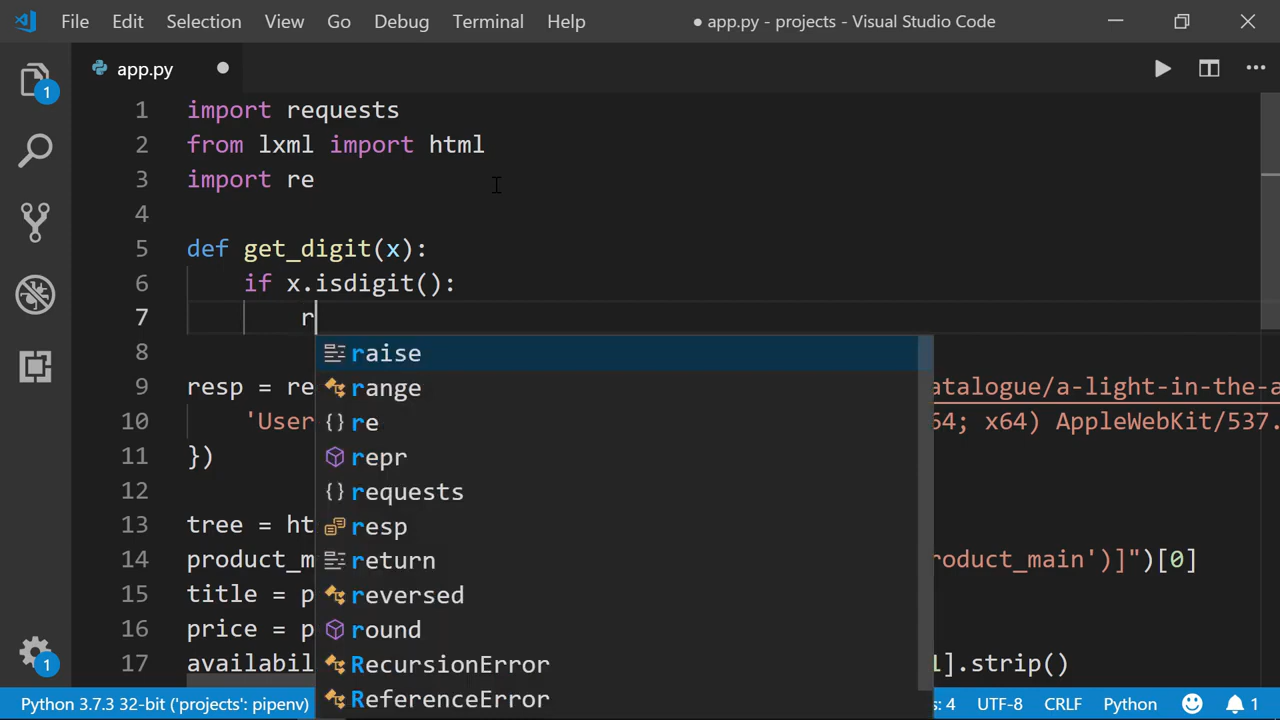 File Edit Selection View Go Debug Terminal Help ● app.py - projects - Visual Studio Code
app.py
1
1 import requests
2 from lxml import html
3 import re
4
5 def get_digit(x):
6 if x.isdigit():
7 r
8 raise
range
9 resp = re atalogue/a-light-in-the-a
re
10 'User 64; x64) AppleWebKit/537.
11 }) repr
12 requests
13 tree = ht resp
14 product_m return roduct_main')]")[0]
15 title = p reversed
16 price = p round
17 availabil RecursionError 1].strip()
1
ReferenceError
Python 3.7.3 32-bit ('projects': pipenv) s: 4 UTF-8 CRLF Python 1